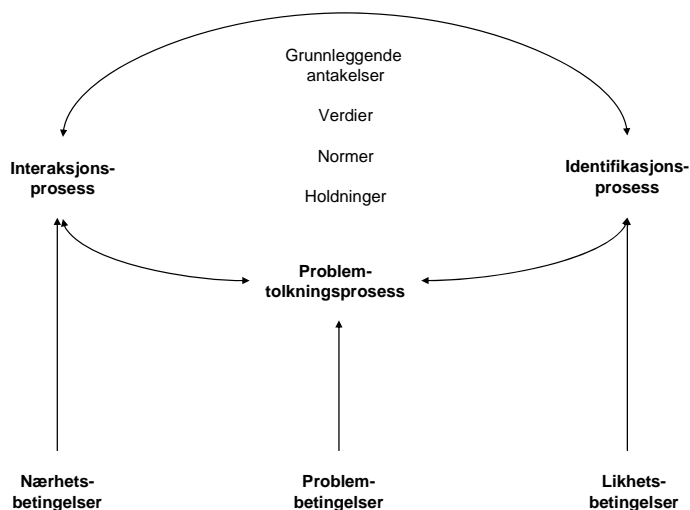 Grunnleggende
antakelser
Verdier
Normer
Holdninger
Interaksjons-
prosess
Identifikasjons-
prosess
Problem-
tolkningsprosess
Nærhets-
betingelser
Problem-
betingelser
Likhets-
betingelser